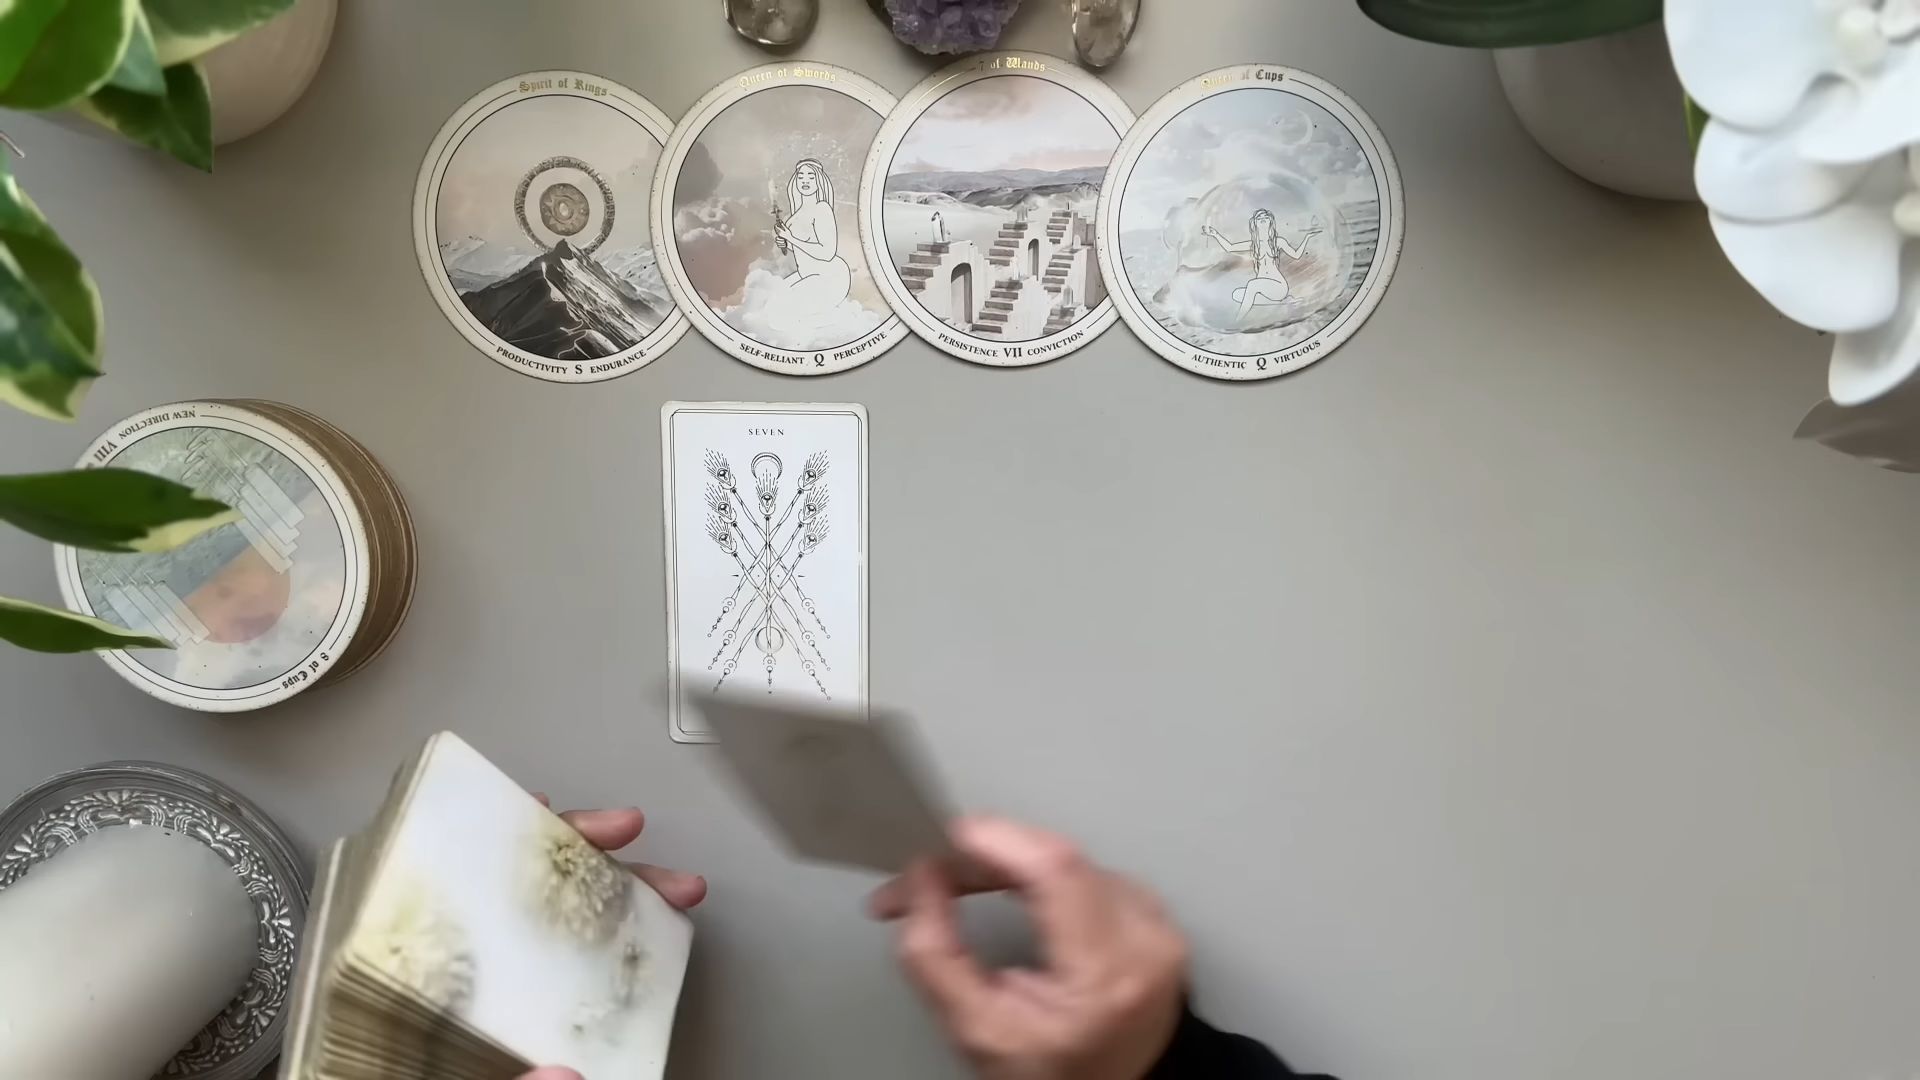 Spirit of Rings
PRODUCTIVITY S ENDURANCE
Queen of Swords
SELF-RELIANT Q PERCEPTIVE
7 of Wands
PERSISTENCE VII CONVICTION
Queen of Cups
AUTHENTIC Q VIRTUOUS
NEW DIRECTION VIII
8 of Cups
SEVEN